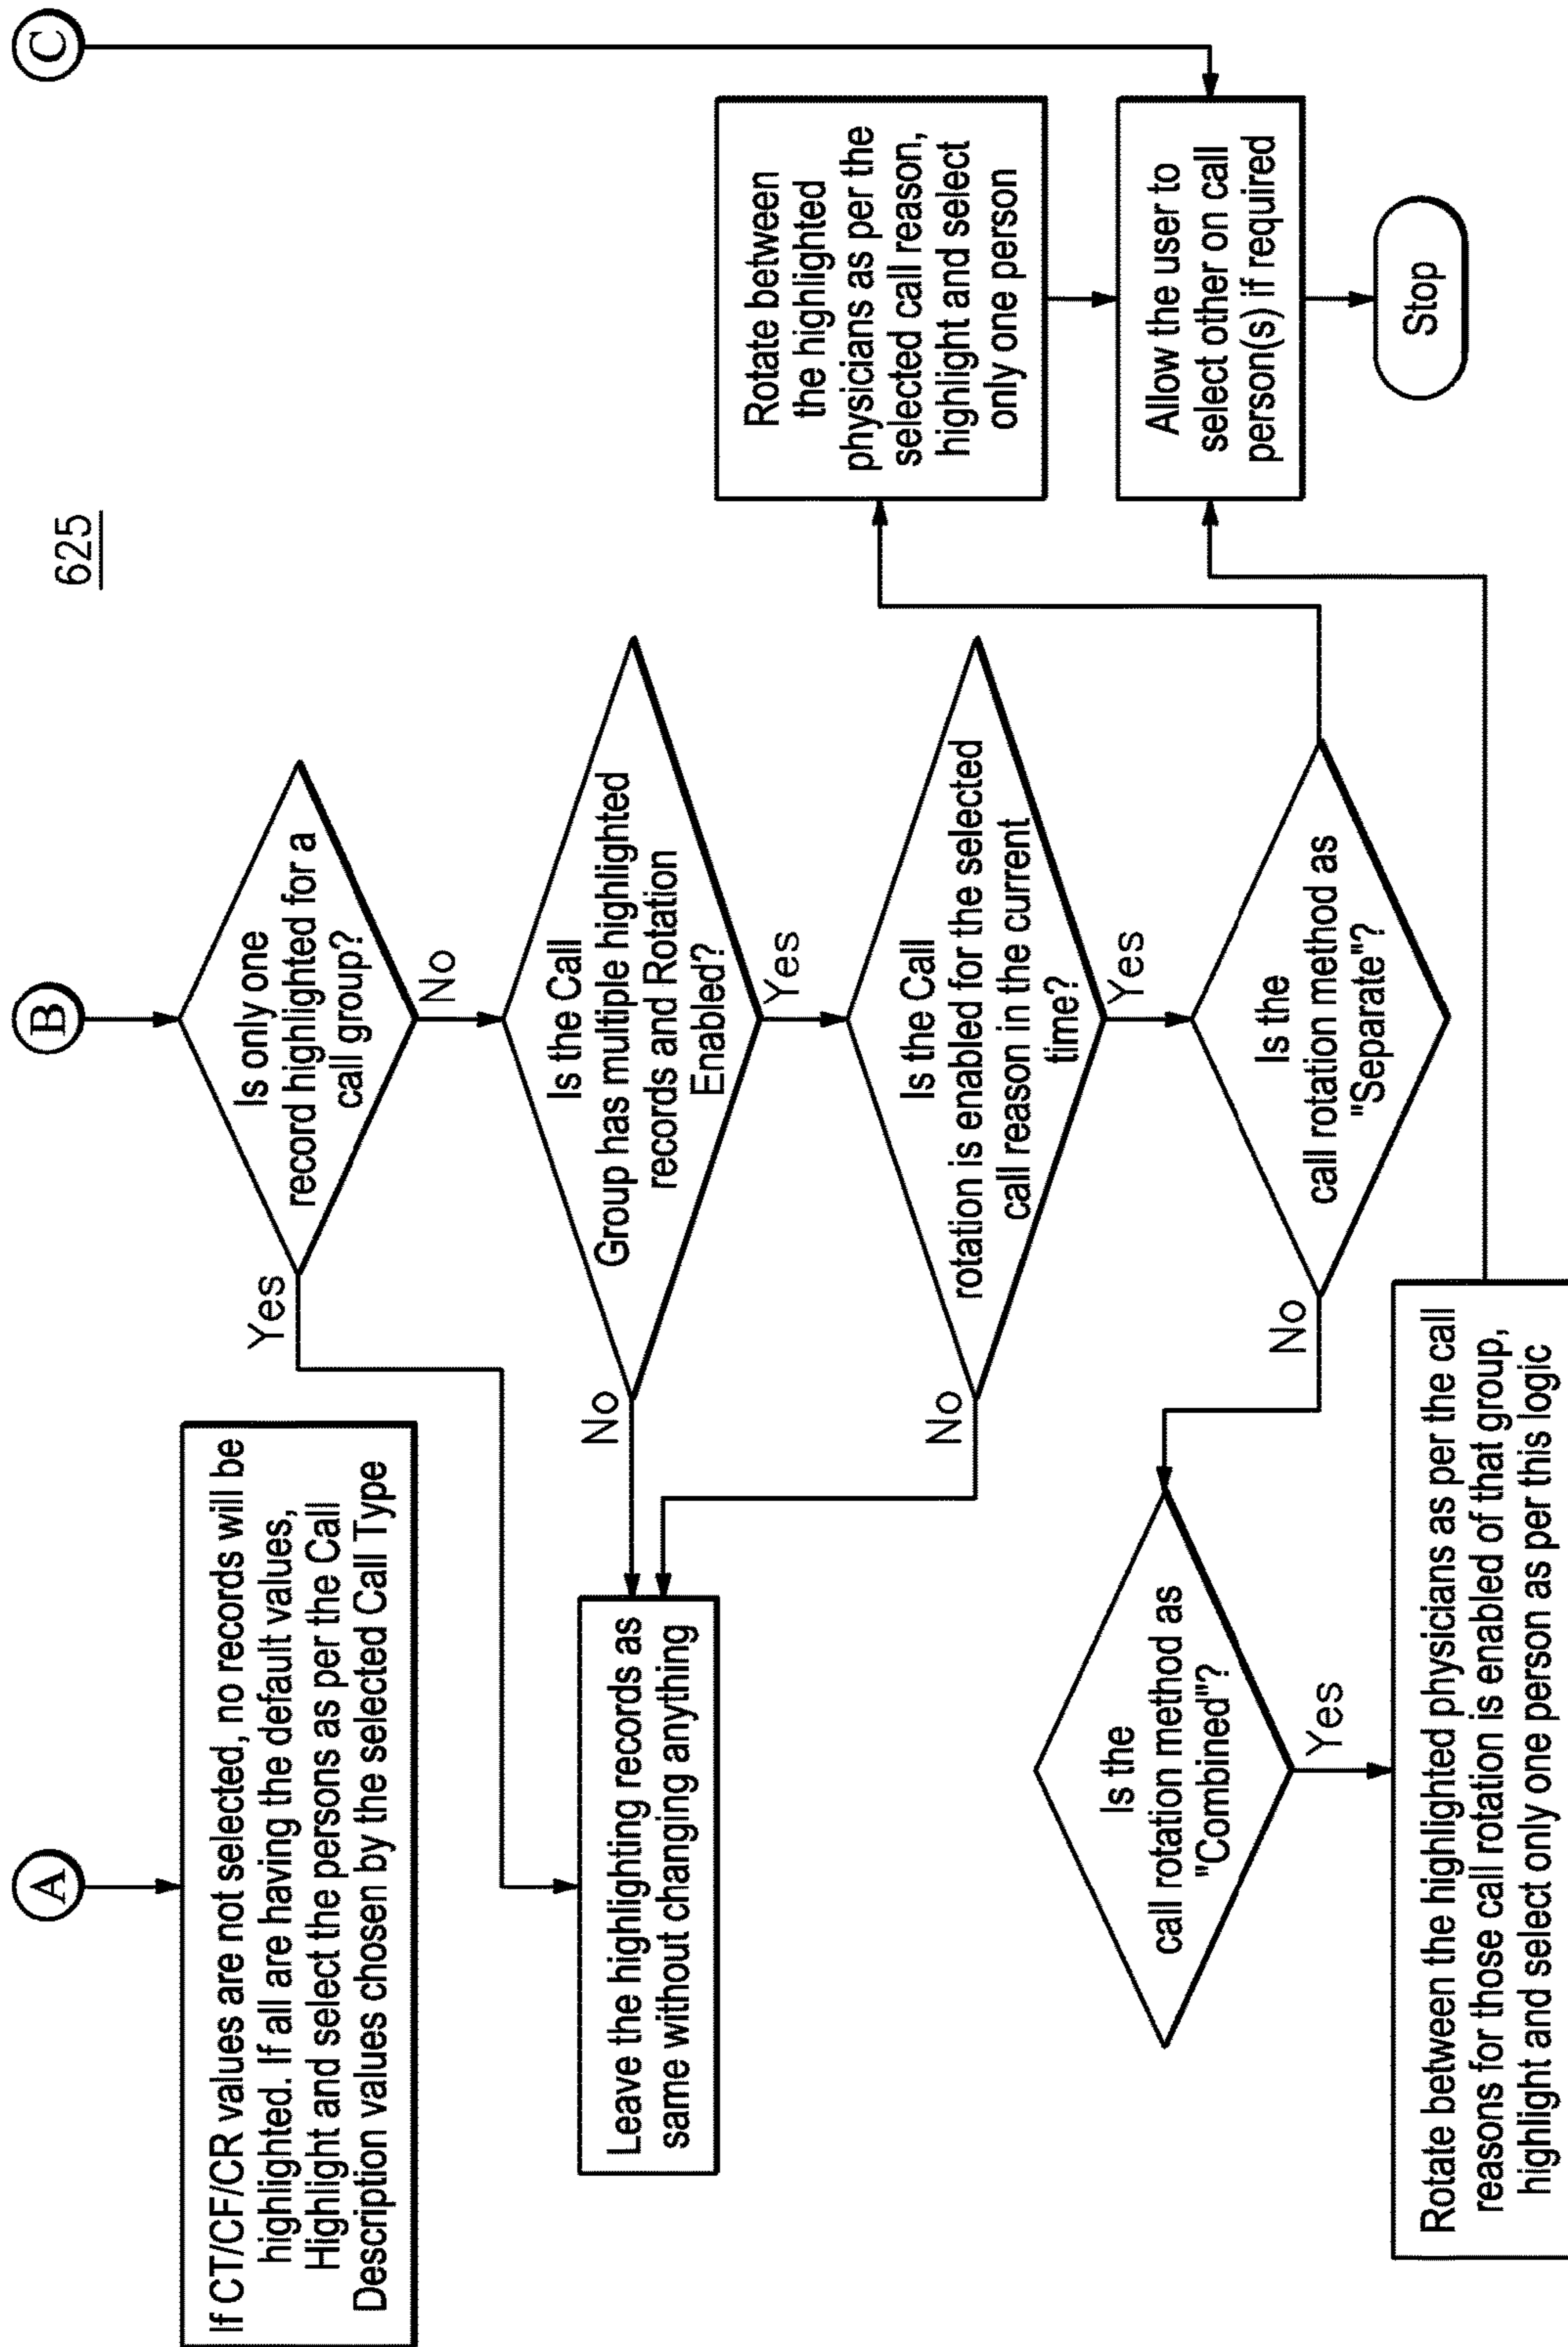 625
A
If CT/CF/CR values are not selected, no records will be
highlighted. If all are having the default values,
Highlight and select the persons as per the Call
Description values chosen by the selected Call Type
Leave the highlighting records as
same without changing anything
B
Is only one
record highlighted for a
call group?
Yes
No
Is the Call
Group has multiple highlighted
records and Rotation
Enabled?
No
Yes
Is the Call
rotation is enabled for the selected
call reason in the current
time?
No
Yes
Is the
call rotation method as
"Separate"?
No
Is the
call rotation method as
"Combined"?
Yes
Rotate between the highlighted physicians as per the call
reasons for those call rotation is enabled of that group,
highlight and select only one person as per this logic
C
Rotate between
the highlighted
physicians as per the
selected call reason,
highlight and select
only one person
Allow the user to
select other on call
person(s) if required
Stop